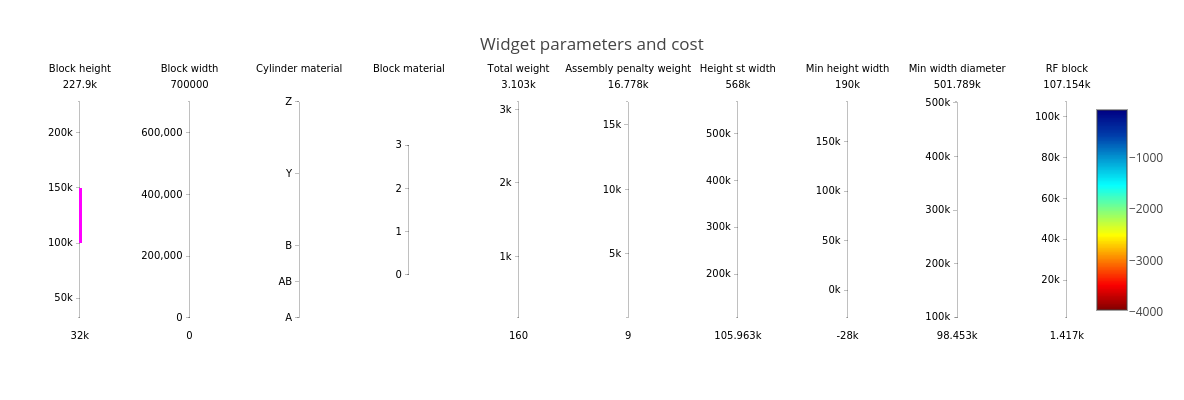 Widget parameters and cost
Block height Block width Cylinder material Block material Total weight Assembly penalty weight Height st width Min height width Min width diameter RF block
227.9k 700000 3.103k 16.778k 568k 190k 501.789k 107.154k
200k
150k
100k
50k
32k
600,000
400,000
200,000
0
0
Z
Y
B
AB
A
3
2
1
0
3k
2k
1k
160
15k
10k
5k
9
500k
400k
300k
200k
105.963k
150k
100k
50k
0k
-28k
500k
400k
300k
200k
100k
98.453k
100k
80k
60k
40k
20k
1.417k
−1000
−2000
−3000
−4000